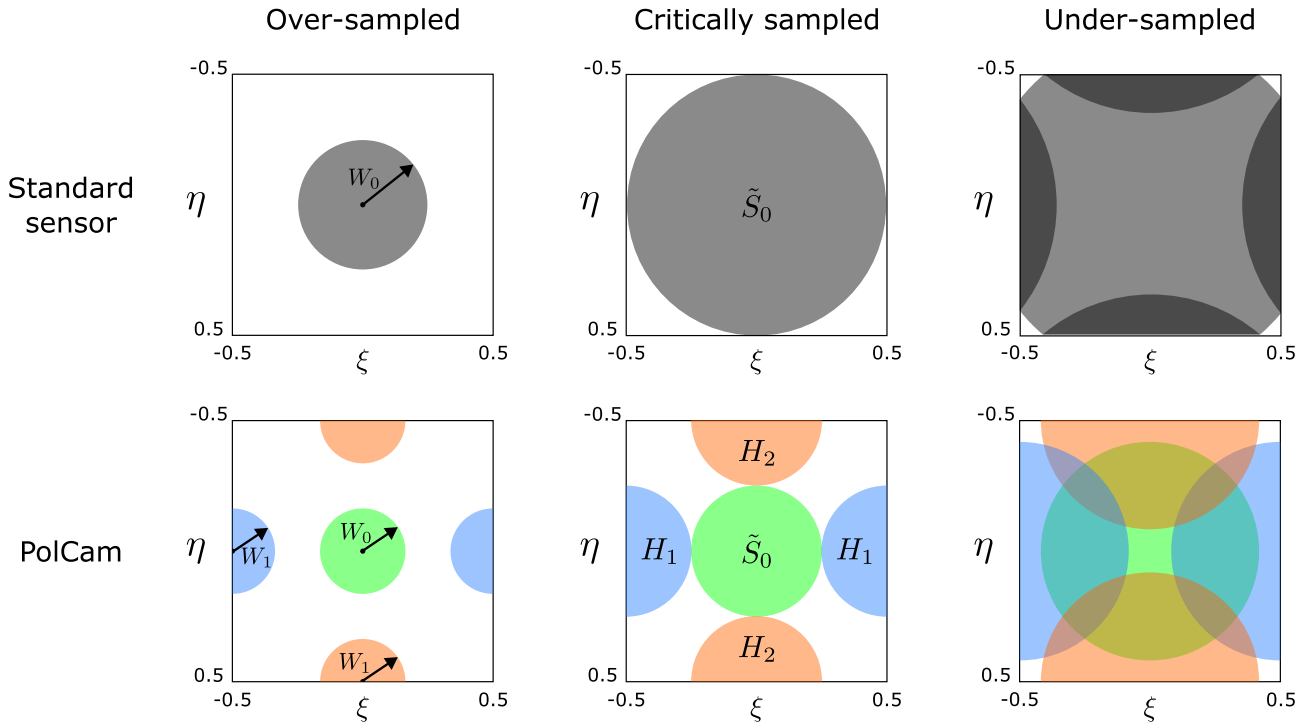 Over-sampled
Critically sampled
Under-sampled
Standard
sensor
-0.5
η
0.5
-0.5
ξ
0.5
W₀
-0.5
η
0.5
-0.5
ξ
0.5
S̃₀
-0.5
η
0.5
-0.5
ξ
0.5
PolCam
-0.5
η
0.5
-0.5
ξ
0.5
W₁
W₀
W₁
-0.5
η
0.5
-0.5
ξ
0.5
H₂
H₁
S̃₀
H₁
H₂
-0.5
η
0.5
-0.5
ξ
0.5